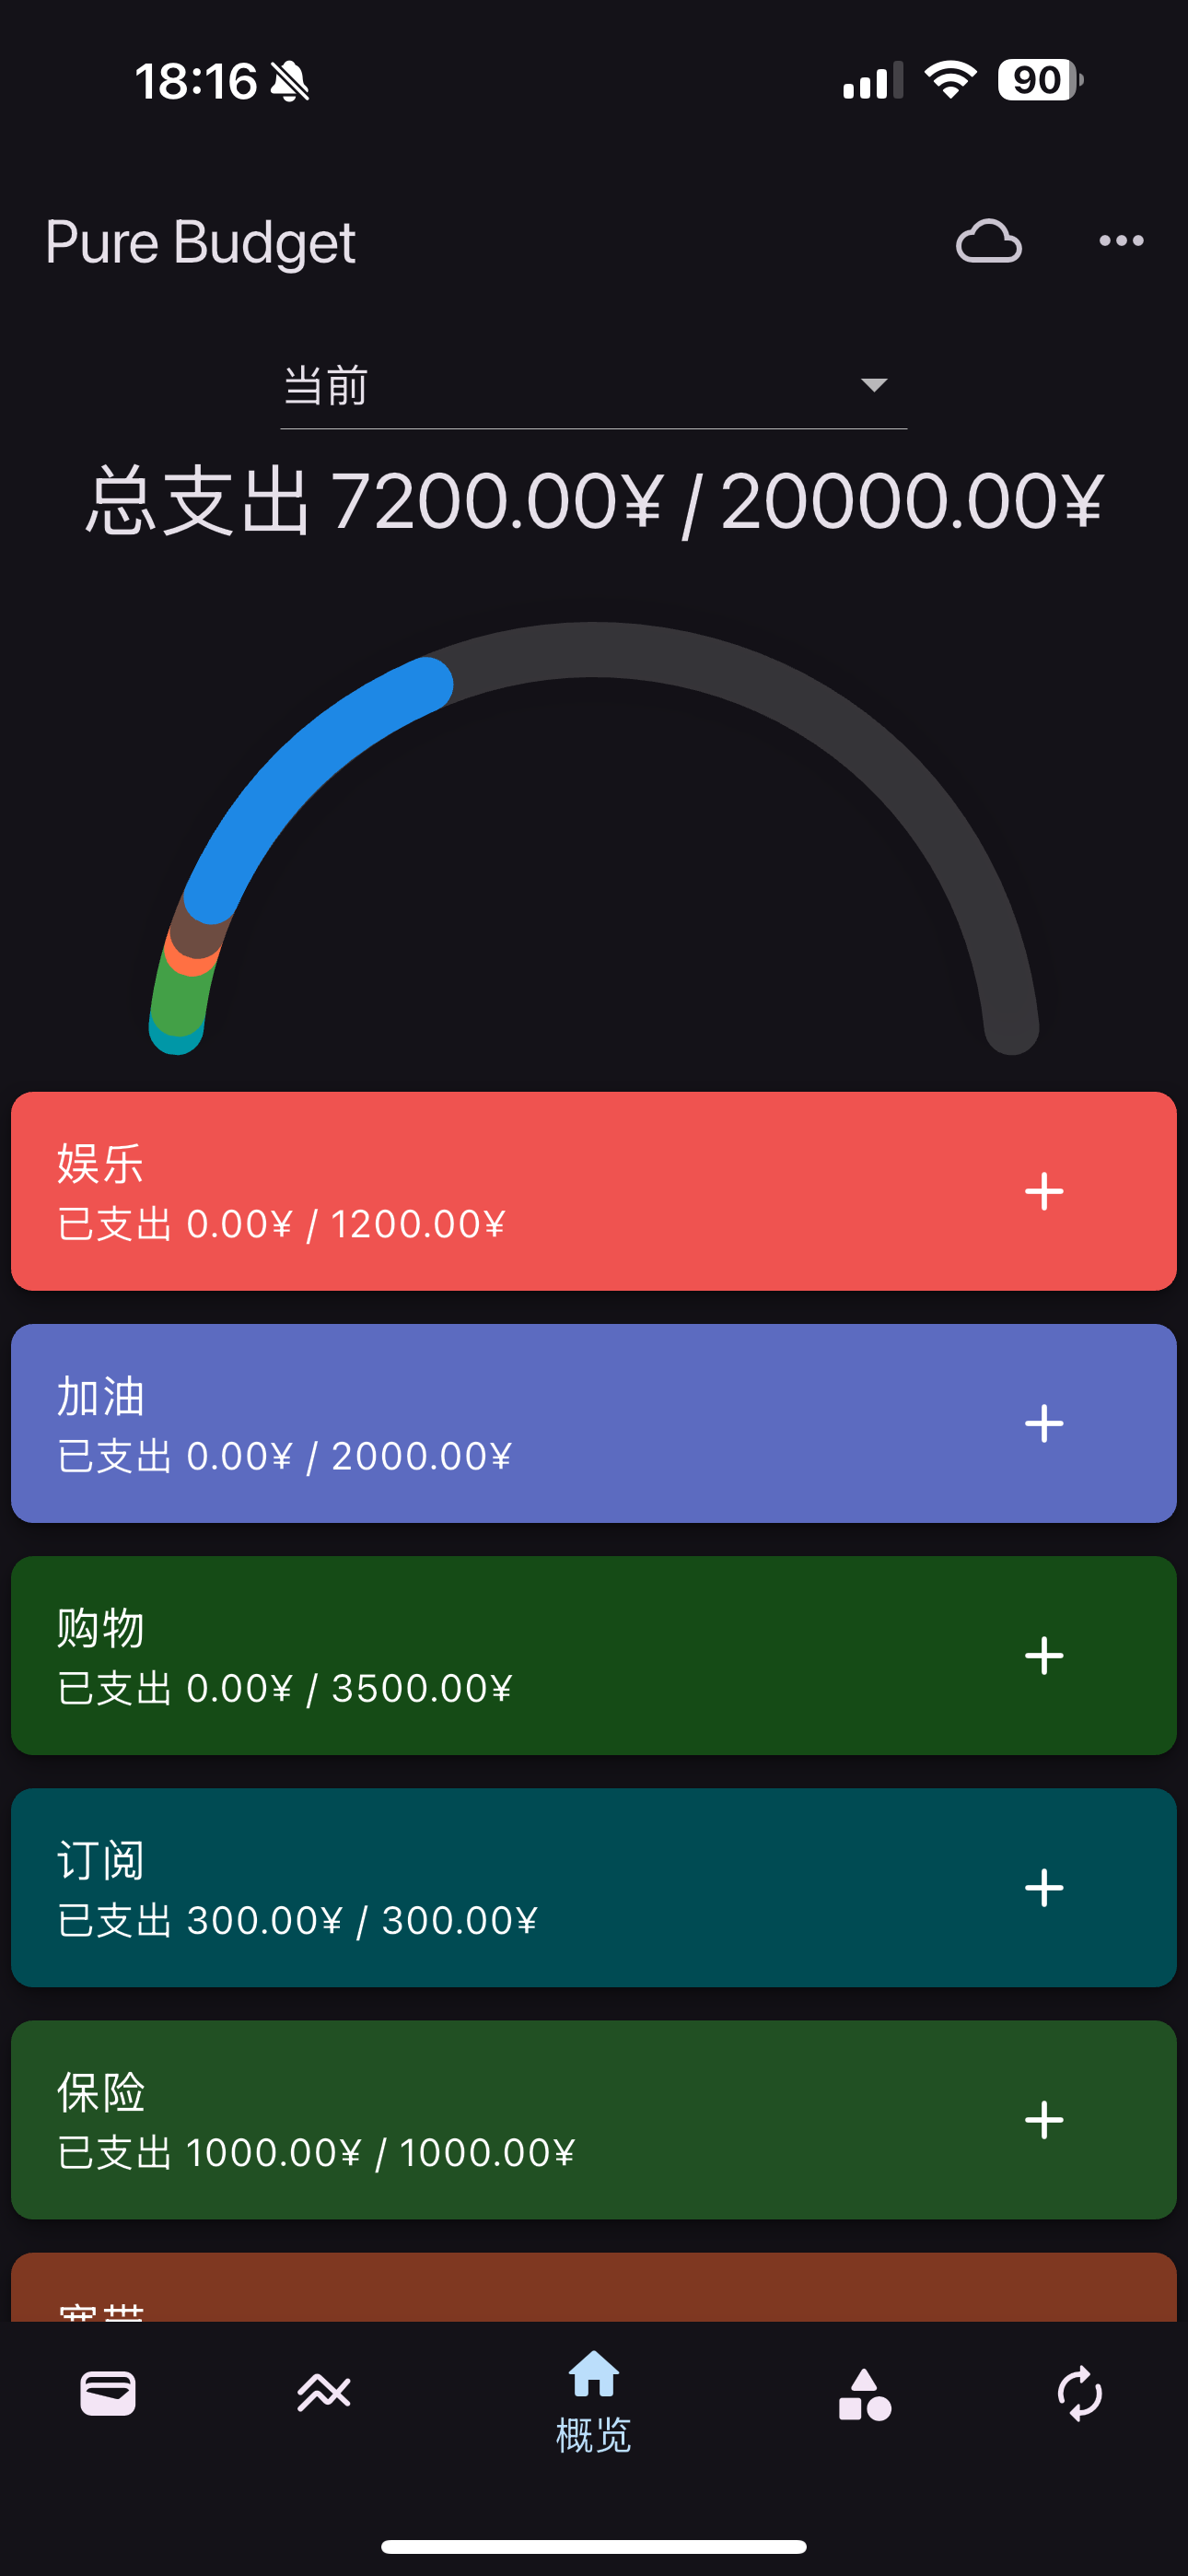 18:16
90
Pure Budget
当前
总支出 7200.00¥ / 20000.00¥
娱乐
已支出 0.00¥ / 1200.00¥
加油
已支出 0.00¥ / 2000.00¥
购物
已支出 0.00¥ / 3500.00¥
订阅
已支出 300.00¥ / 300.00¥
保险
已支出 1000.00¥ / 1000.00¥
概览